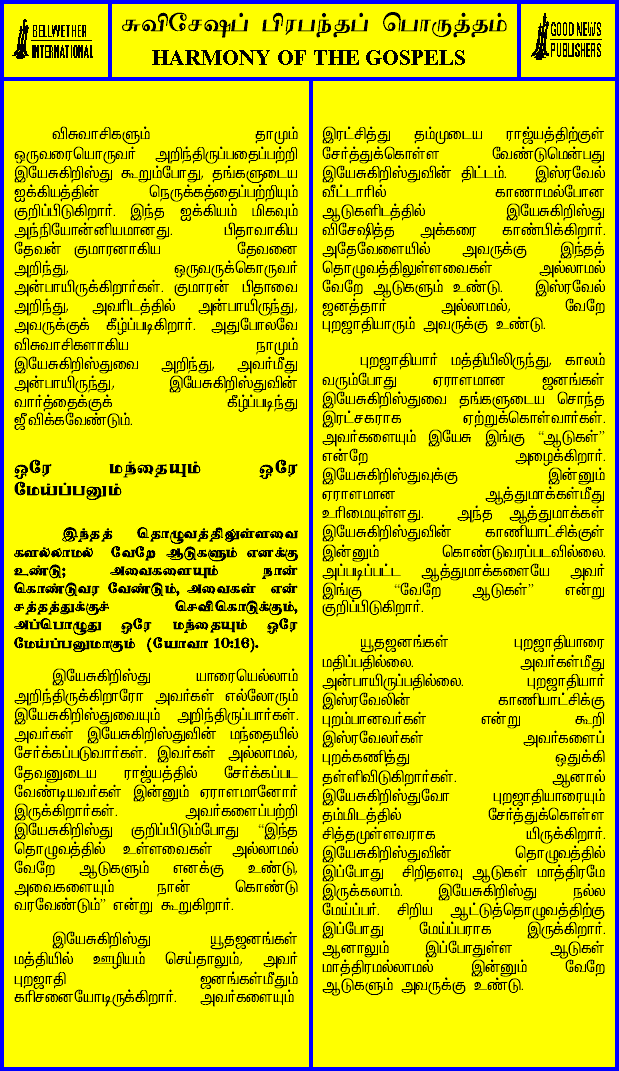 BELLWETHER
INTERNATIONAL
சுவிசேஷப் பிரபந்தப் பொருத்தம்
HARMONY OF THE GOSPELS
GOOD NEWS
PUBLISHERS
விசுவாசிகளும் தாமும்
ஒருவரையொருவர் அறிந்திருப்பதைப்பற்றி
இயேசுகிறிஸ்து கூறும்போது, தங்களுடைய
ஐக்கியத்தின் நெருக்கத்தைப்பற்றியும்
குறிப்பிடுகிறார். இந்த ஐக்கியம் மிகவும்
அந்நியோன்னியமானது. பிதாவாகிய
தேவன் குமாரனாகிய தேவனை
அறிந்து, ஒருவருக்கொருவர்
அன்பாயிருக்கிறார்கள். குமாரன் பிதாவை
அறிந்து, அவரிடத்தில் அன்பாயிருந்து,
அவருக்குக் கீழ்ப்படிகிறார். அதுபோலவே
விசுவாசிகளாகிய நாமும்
இயேசுகிறிஸ்துவை அறிந்து, அவர்மீது
அன்பாயிருந்து, இயேசுகிறிஸ்துவின்
வார்த்தைக்குக் கீழ்ப்படிந்து
ஜீவிக்கவேண்டும்.
ஒரே மந்தையும் ஒரே
மேய்ப்பனும்
இந்தத் தொழுவத்திலுள்ளவை
களல்லாமல் வேறே ஆடுகளும் எனக்கு
உண்டு; அவைகளையும் நான்
கொண்டுவர வேண்டும், அவைகள் என்
சத்தத்துக்குச் செவிகொடுக்கும்,
அப்பொழுது ஒரே மந்தையும் ஒரே
மேய்ப்பனுமாகும் (யோவா 10:16).
இயேசுகிறிஸ்து யாரையெல்லாம்
அறிந்திருக்கிறாரோ அவர்கள் எல்லோரும்
இயேசுகிறிஸ்துவையும் அறிந்திருப்பார்கள்.
அவர்கள் இயேசுகிறிஸ்துவின் மந்தையில்
சேர்க்கப்படுவார்கள். இவர்கள் அல்லாமல்,
தேவனுடைய ராஜ்யத்தில் சேர்க்கப்பட
வேண்டியவர்கள் இன்னும் ஏராளமானோர்
இருக்கிறார்கள். அவர்களைப்பற்றி
இயேசுகிறிஸ்து குறிப்பிடும்போது “இந்த
தொழுவத்தில் உள்ளவைகள் அல்லாமல்
வேறே ஆடுகளும் எனக்கு உண்டு,
அவைகளையும் நான் கொண்டு
வரவேண்டும்” என்று கூறுகிறார்.
இயேசுகிறிஸ்து யூதஜனங்கள்
மத்தியில் ஊழியம் செய்தாலும், அவர்
புறஜாதி ஜனங்கள்மீதும்
கரிசனையோடிருக்கிறார். அவர்களையும்
இரட்சித்து தம்முடைய ராஜ்யத்திற்குள்
சேர்த்துக்கொள்ள வேண்டுமென்பது
இயேசுகிறிஸ்துவின் திட்டம். இஸ்ரவேல்
வீட்டாரில் காணாமல்போன
ஆடுகளிடத்தில் இயேசுகிறிஸ்து
விசேஷித்த அக்கரை காண்பிக்கிறார்.
அதேவேளையில் அவருக்கு இந்தத்
தொழுவத்திலுள்ளவைகள் அல்லாமல்
வேறே ஆடுகளும் உண்டு. இஸ்ரவேல்
ஜனத்தார் அல்லாமல், வேறே
புறஜாதியாரும் அவருக்கு உண்டு.
புறஜாதியார் மத்தியிலிருந்து, காலம்
வரும்போது ஏராளமான ஜனங்கள்
இயேசுகிறிஸ்துவை தங்களுடைய சொந்த
இரட்சகராக ஏற்றுக்கொள்வார்கள்.
அவர்களையும் இயேசு இங்கு “ஆடுகள்”
என்றே அழைக்கிறார்.
இயேசுகிறிஸ்துவுக்கு இன்னும்
ஏராளமான ஆத்துமாக்கள்மீது
உரிமையுள்ளது. அந்த ஆத்துமாக்கள்
இயேசுகிறிஸ்துவின் காணியாட்சிக்குள்
இன்னும் கொண்டுவரப்படவில்லை.
அப்படிப்பட்ட ஆத்துமாக்களையே அவர்
இங்கு “வேறே ஆடுகள்” என்று
குறிப்பிடுகிறார்.
யூதஜனங்கள் புறஜாதியாரை
மதிப்பதில்லை. அவர்கள்மீது
அன்பாயிருப்பதில்லை. புறஜாதியார்
இஸ்ரவேலின் காணியாட்சிக்கு
புறம்பானவர்கள் என்று கூறி
இஸ்ரவேலர்கள் அவர்களைப்
புறக்கணித்து ஒதுக்கி
தள்ளிவிடுகிறார்கள். ஆனால்
இயேசுகிறிஸ்துவோ புறஜாதியாரையும்
தம்மிடத்தில் சேர்த்துக்கொள்ள
சித்தமுள்ளவராக யிருக்கிறார்.
இயேசுகிறிஸ்துவின் தொழுவத்தில்
இப்போது சிறிதளவு ஆடுகள் மாத்திரமே
இருக்கலாம். இயேசுகிறிஸ்து நல்ல
மேய்ப்பர். சிறிய ஆட்டுத்தொழுவத்திற்கு
இப்போது மேய்ப்பராக இருக்கிறார்.
ஆனாலும் இப்போதுள்ள ஆடுகள்
மாத்திரமல்லாமல் இன்னும் வேறே
ஆடுகளும் அவருக்கு உண்டு.